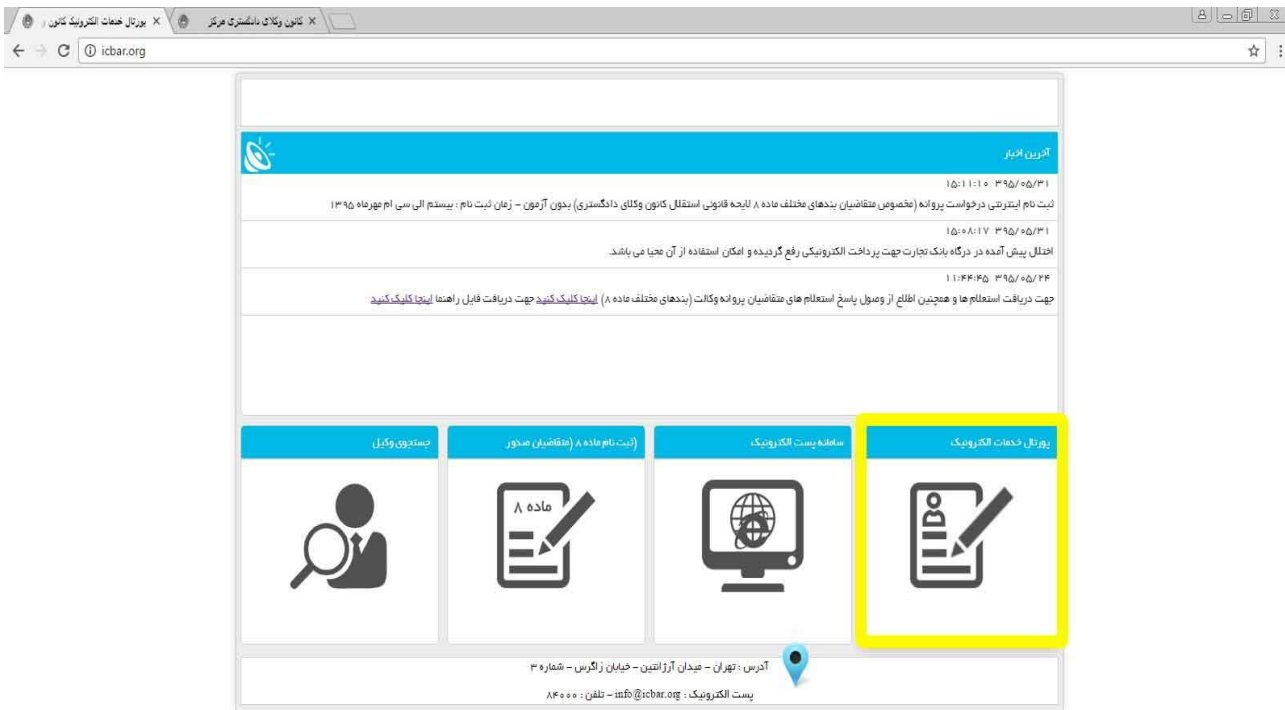 پورتال خدمات الکترونیک کانون و
کانون وکلای دادگستری مرکز
icbar.org
آخرین اخبار
۳۹۵/۰۵/۳۱ ۱۵:۱۱:۱۰
ثبت نام اینترنتی درخواست پروانه (مخصوص متقاضیان بندهای مختلف ماده ۸ لایحه قانونی استقلال کانون وکلای دادگستری) بدون آزمون - زمان ثبت نام : بیستم الی سی ام مهرماه ۱۳۹۵
۳۹۵/۰۵/۳۱ ۱۵:۰۸:۱۷
اختلال پیش آمده در درگاه بانک تجارت جهت پرداخت الکترونیکی رفع گردیده و امکان استفاده از آن محیا می باشد.
۳۹۵/۰۵/۲۴ ۱۱:۴۴:۴۵
جهت دریافت استعلام ها و همچنین اطلاع از وصول پاسخ استعلام های متقاضیان پروانه وکالت (بندهای مختلف ماده ۸) اینجا کلیک کنید جهت دریافت فایل راهنما اینجا کلیک کنید
پورتال خدمات الکترونیک
سامانه پست الکترونیک
(ثبت نام ماده ۸ (متقاضیان صدور
جستجوی وکیل
ماده ۸
آدرس : تهران - میدان آرژانتین - خیابان زاگرس - شماره ۳
پست الکترونیک : info@icbar.org - تلفن : ۸۴۰۰۰